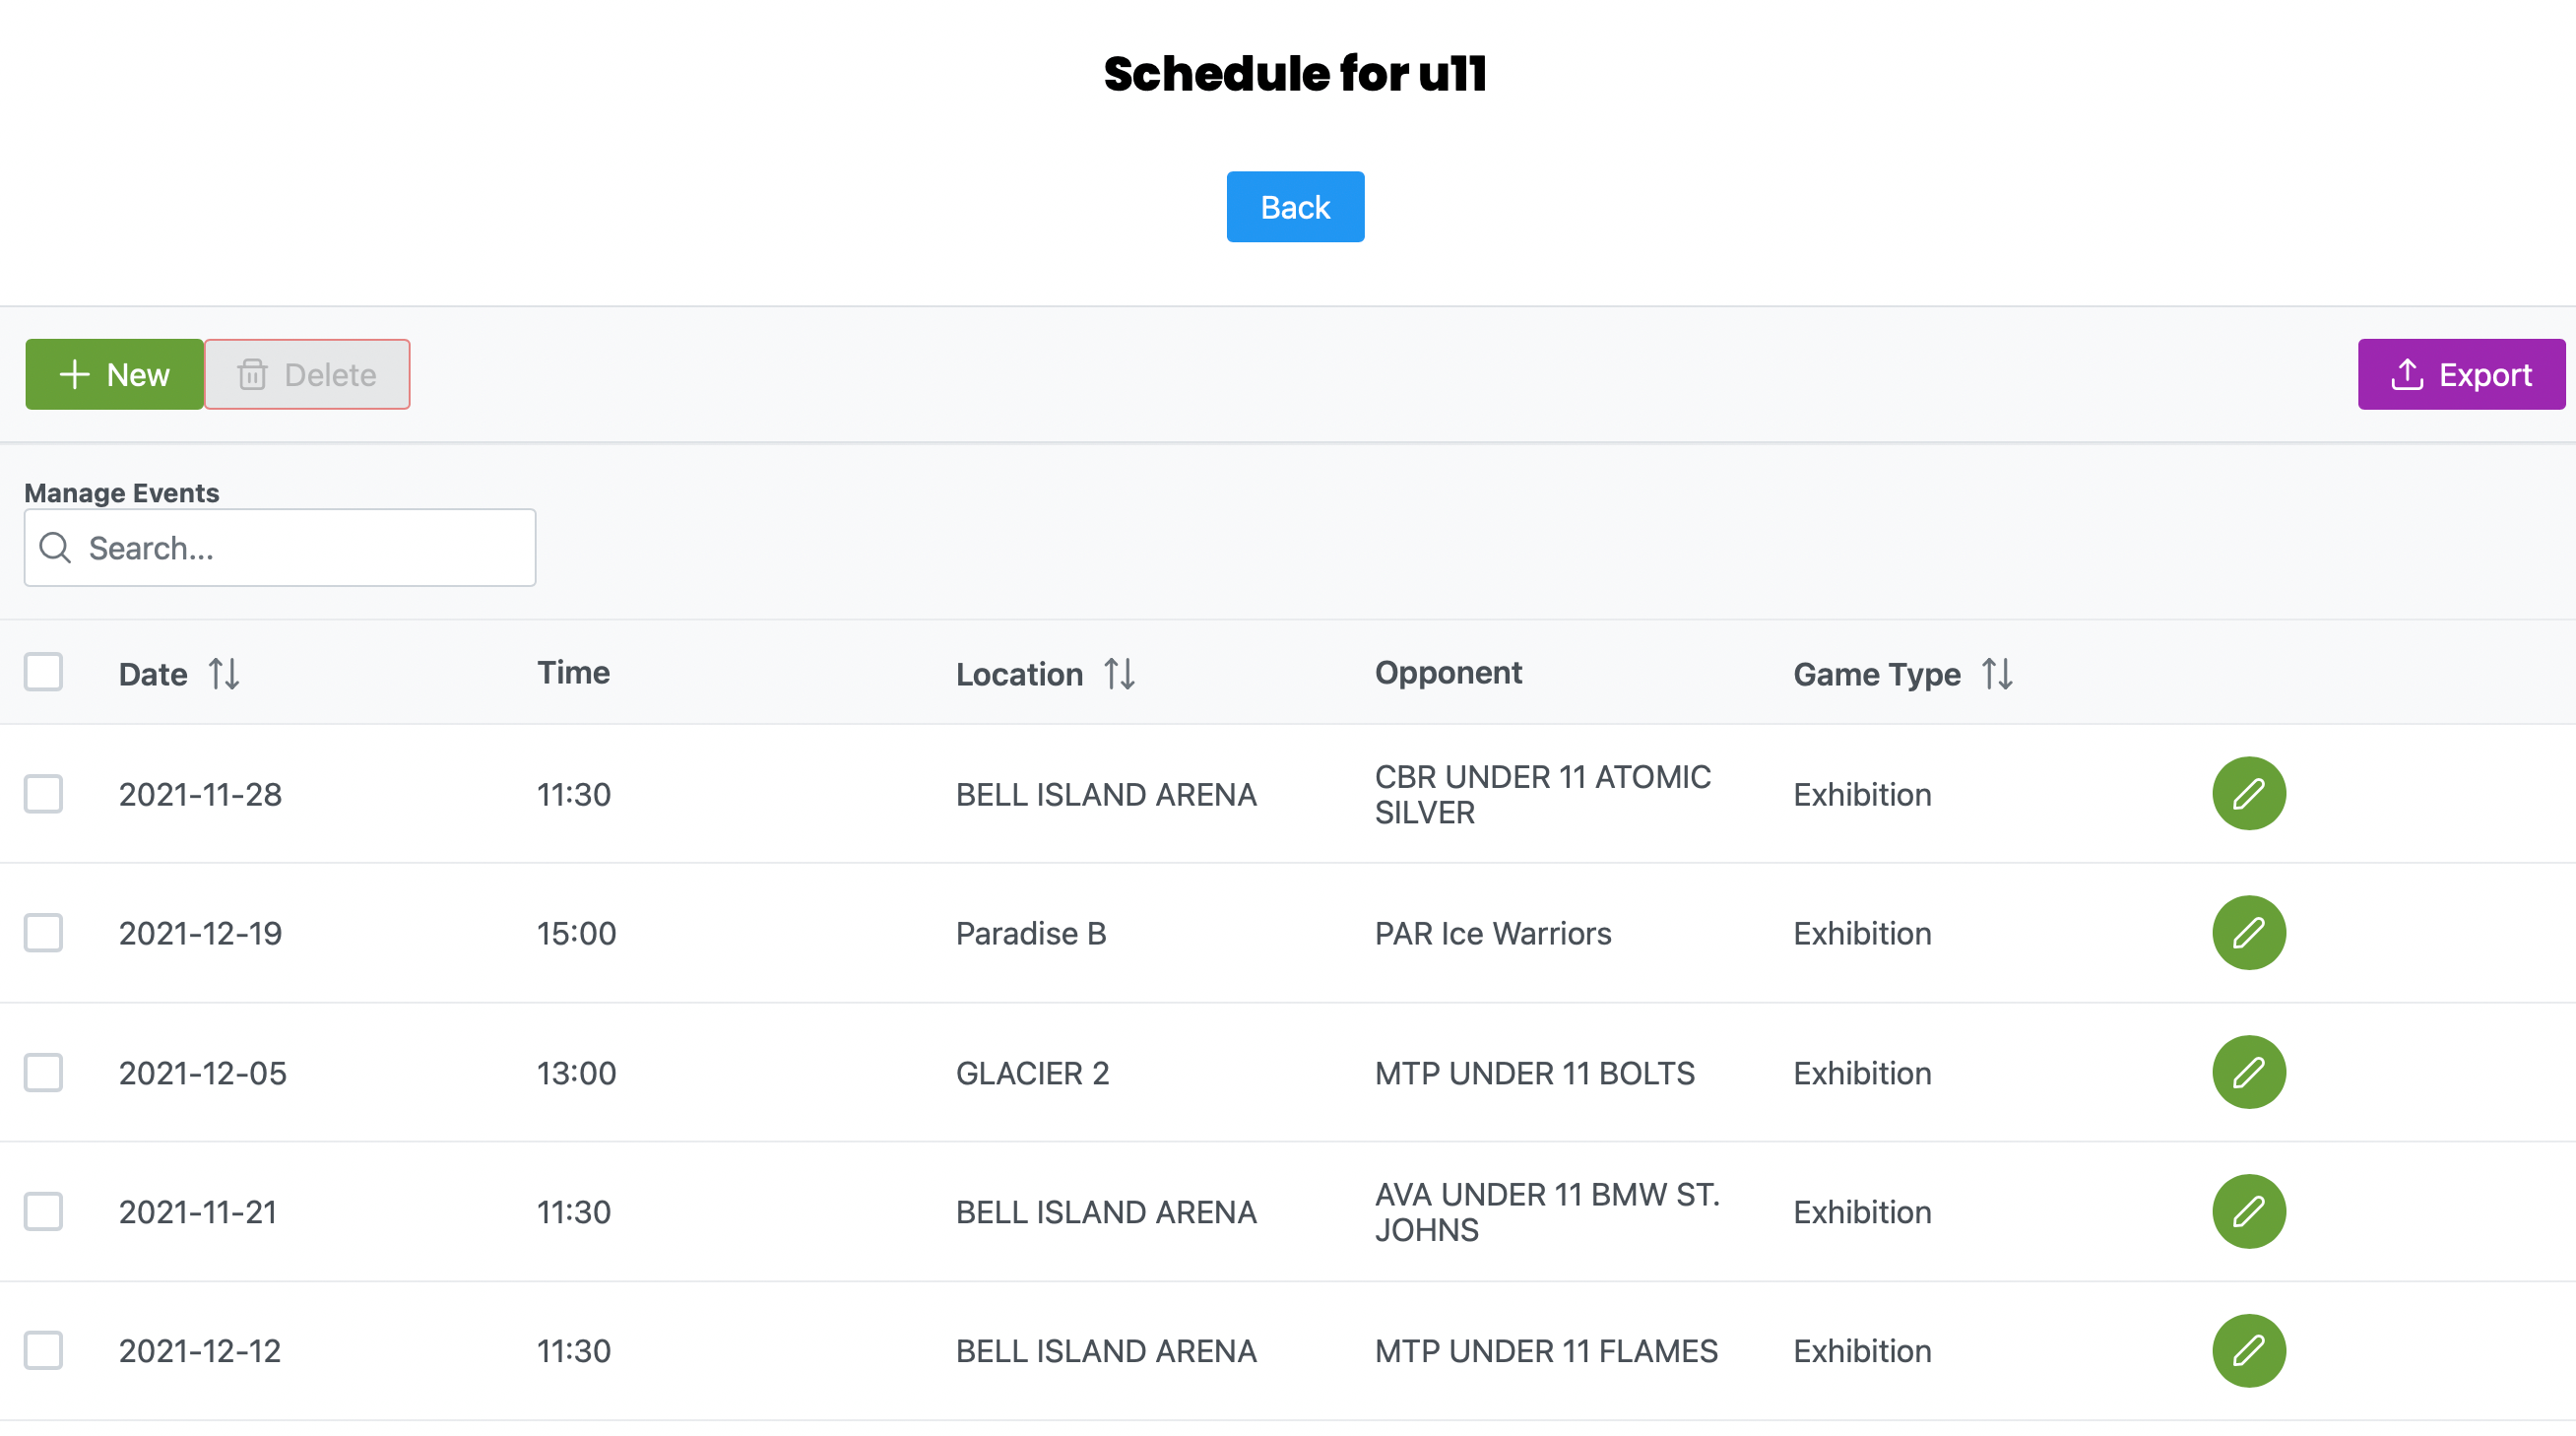 Schedule for u11
Back
New Delete Export
Manage Events
Search...
Date Time Location Opponent Game Type
2021-11-28 11:30 BELL ISLAND ARENA CBR UNDER 11 ATOMIC SILVER Exhibition
2021-12-19 15:00 Paradise B PAR Ice Warriors Exhibition
2021-12-05 13:00 GLACIER 2 MTP UNDER 11 BOLTS Exhibition
2021-11-21 11:30 BELL ISLAND ARENA AVA UNDER 11 BMW ST. JOHNS Exhibition
2021-12-12 11:30 BELL ISLAND ARENA MTP UNDER 11 FLAMES Exhibition